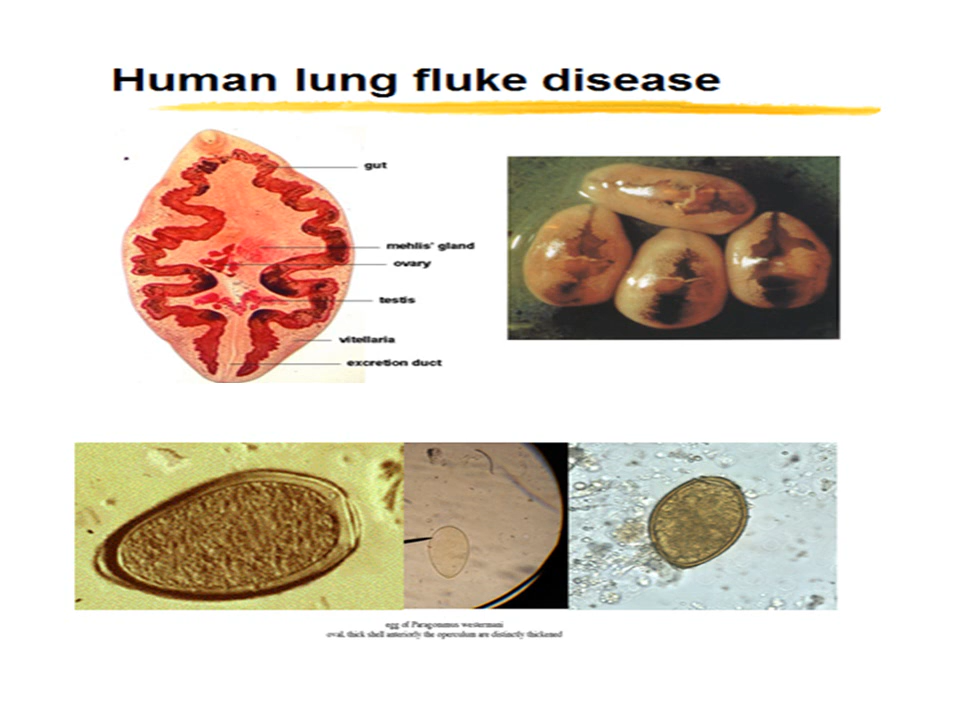 Human lung fluke disease
gut
mehlis' gland
ovary
testis
vitellaria
excretion duct
egg of Paragonimus westermani
oval, thick shell anteriorly the operculum are distinctly thickened